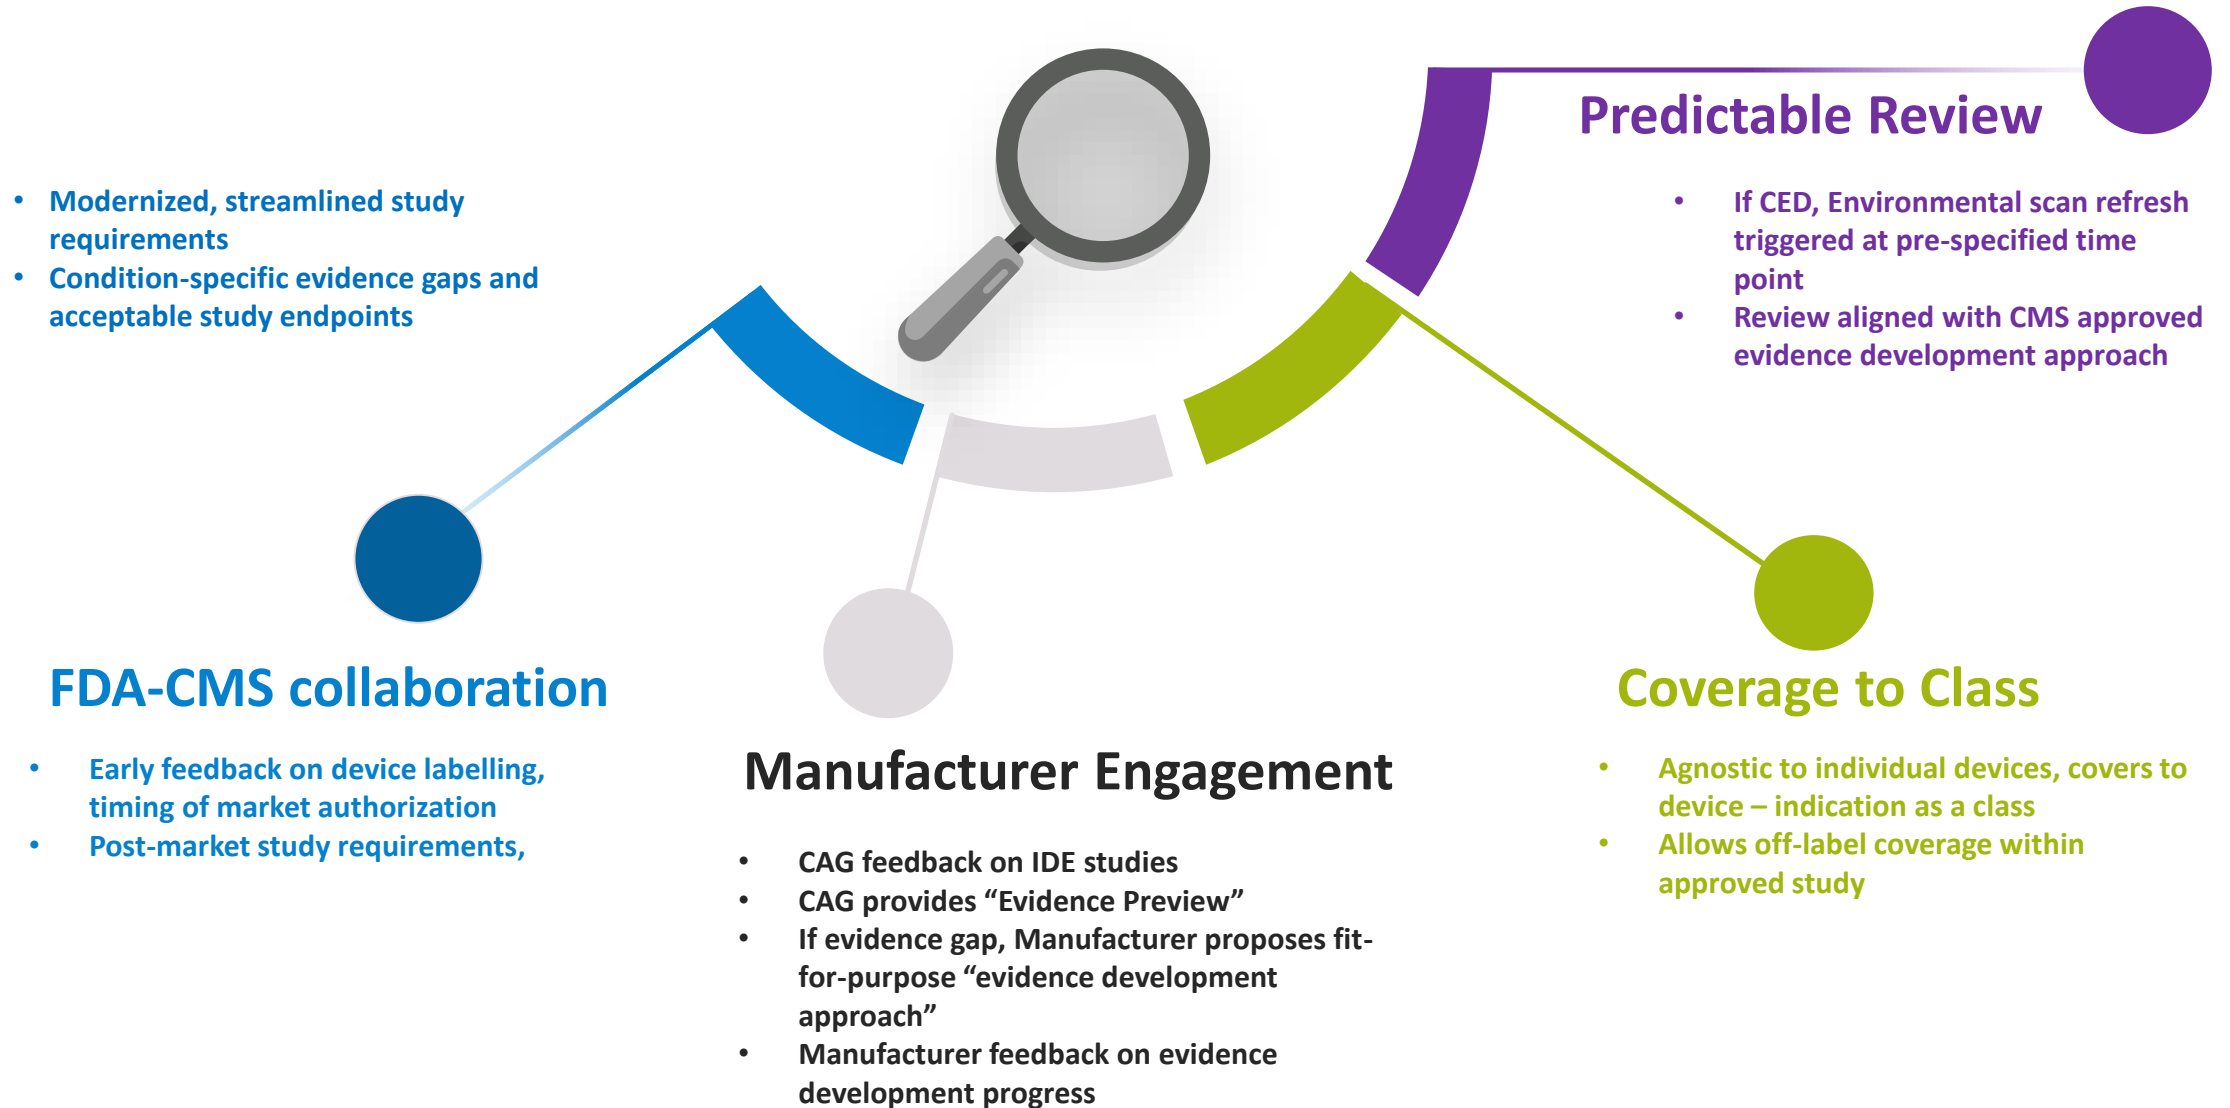 • Modernized, streamlined study
requirements
• Condition-specific evidence gaps and
acceptable study endpoints
FDA-CMS collaboration
• Early feedback on device labelling,
timing of market authorization
• Post-market study requirements,
Manufacturer Engagement
• CAG feedback on IDE studies
• CAG provides “Evidence Preview”
• If evidence gap, Manufacturer proposes fit-
for-purpose “evidence development
approach”
• Manufacturer feedback on evidence
development progress
Predictable Review
• If CED, Environmental scan refresh
triggered at pre-specified time
point
• Review aligned with CMS approved
evidence development approach
Coverage to Class
• Agnostic to individual devices, covers to
device – indication as a class
• Allows off-label coverage within
approved study